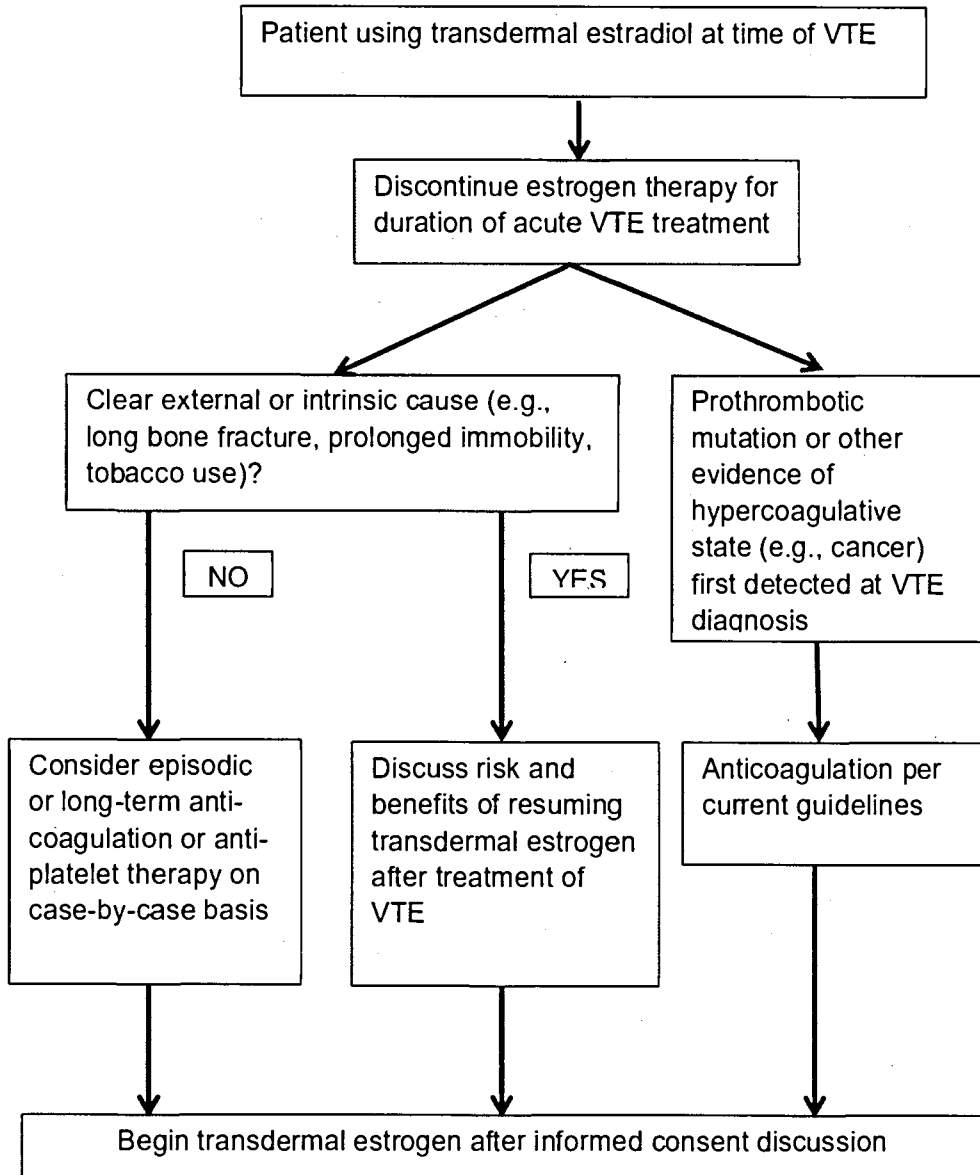 Patient using transdermal estradiol at time of VTE
Discontinue estrogen therapy for
duration of acute VTE treatment
Clear external or intrinsic cause (e.g.,
long bone fracture, prolonged immobility,
tobacco use)?
Prothrombotic
mutation or other
evidence of
hypercoagulative
state (e.g., cancer)
first detected at VTE
diagnosis
NO
YES
Consider episodic
or long-term anti-
coagulation or anti-
platelet therapy on
case-by-case basis
Discuss risk and
benefits of resuming
transdermal estrogen
after treatment of
VTE
Anticoagulation per
current guidelines
Begin transdermal estrogen after informed consent discussion